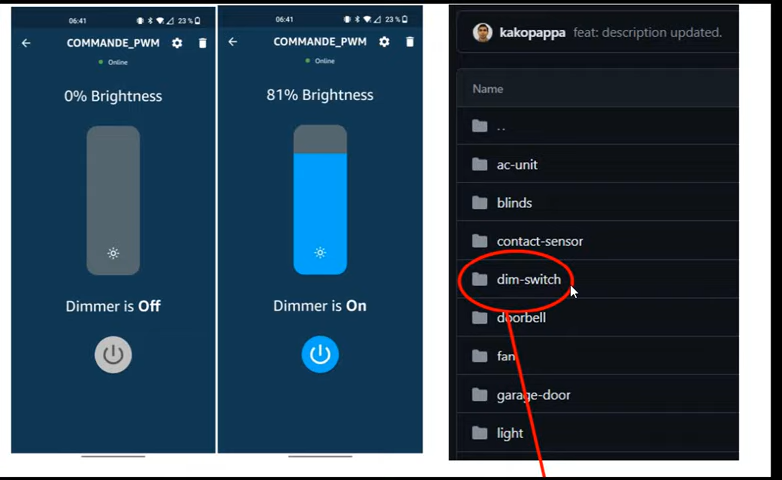 06:41 23 %
COMMANDE_PWM
Online
0% Brightness
Dimmer is Off
06:41 23 %
COMMANDE_PWM
Online
81% Brightness
Dimmer is On
kakopappa feat: description updated.
Name
..
ac-unit
blinds
contact-sensor
dim-switch
doorbell
fan
garage-door
light